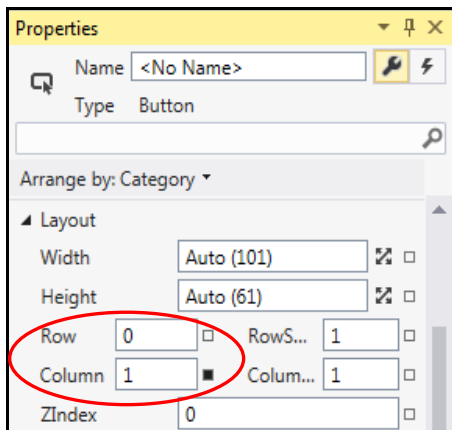 Properties
Name <No Name>
Type Button
Arrange by: Category
Layout
Width Auto (101)
Height Auto (61)
Row 0 RowS... 1
Column 1 Colum... 1
ZIndex 0